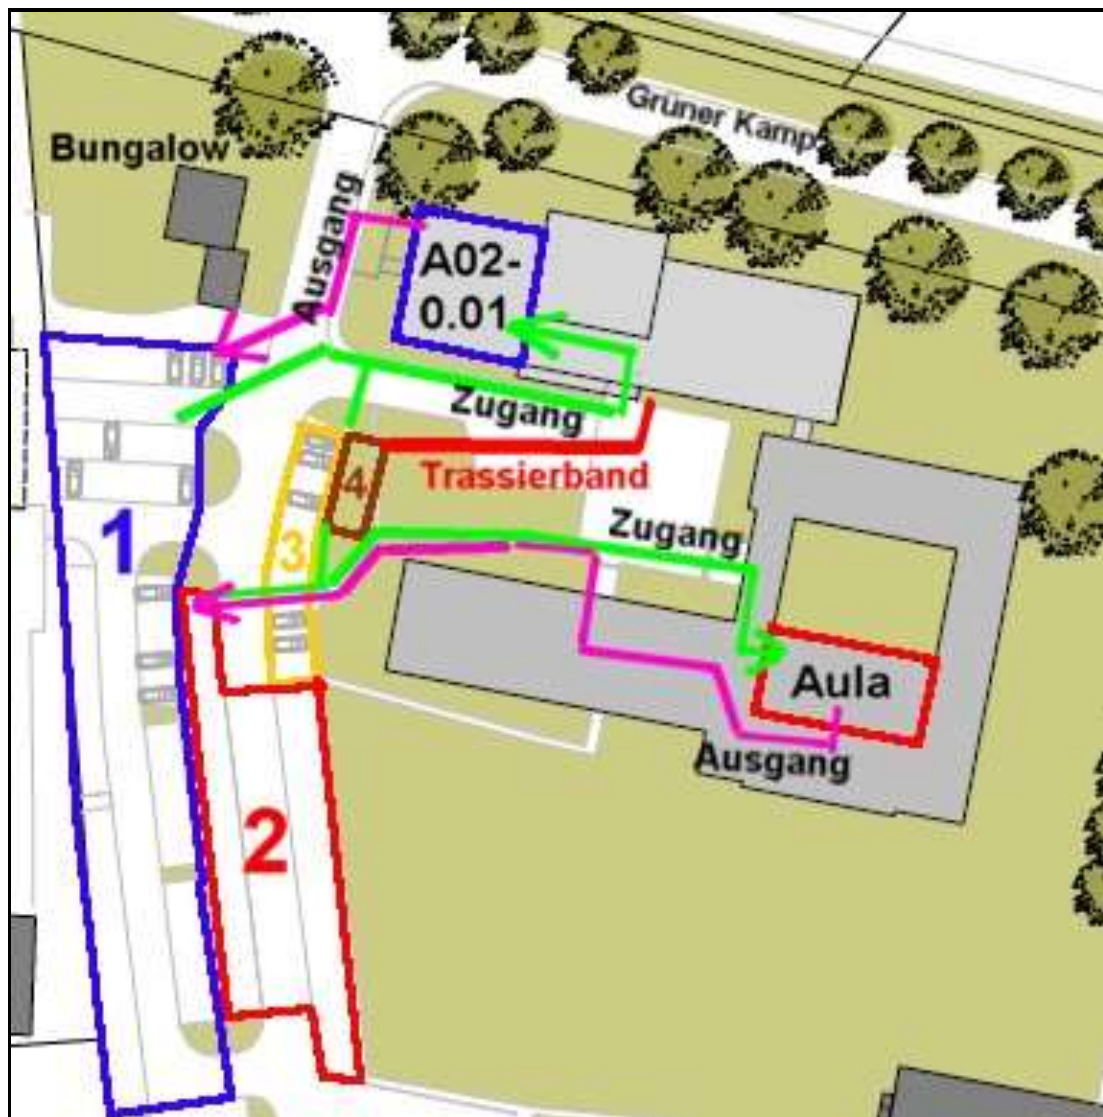 Grüner Kamp
Bungalow
Ausgang
A02-
0.01
Zugang
Trassierband
4
3
1
Zugang
Aula
Ausgang
2